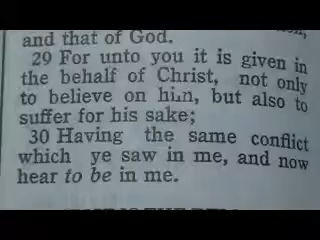 and that of God.
29 For unto you it is given in
the behalf of Christ, not only
to believe on him, but also to
suffer for his sake;
30 Having the same conflict
which ye saw in me, and now
hear to be in me.